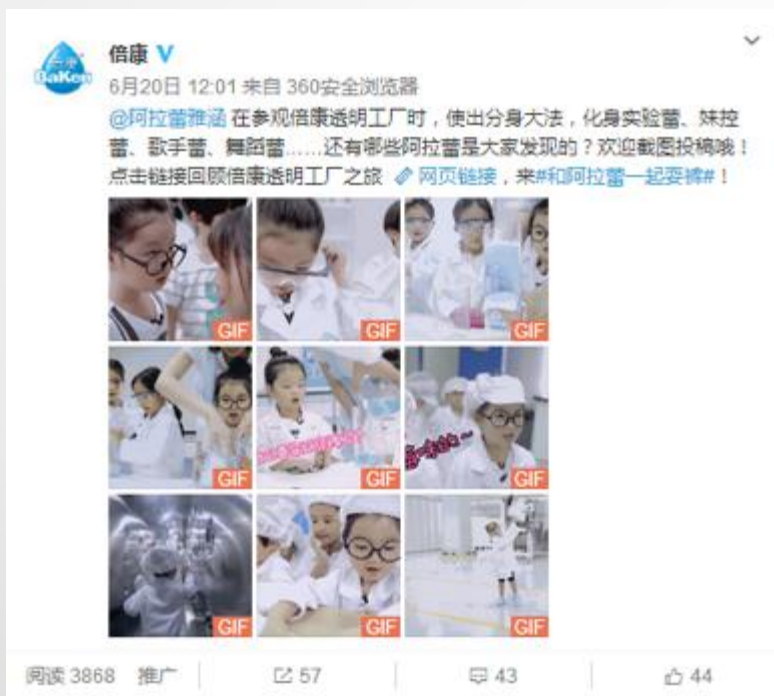 倍康
BaKen
倍康 V
6月20日 12:01 来自 360安全浏览器
@阿拉蕾雅涵 在参观倍康透明工厂时，使出分身大法，化身实验蕾、妹控
蕾、歌手蕾、舞蹈蕾……还有哪些阿拉蕾是大家发现的？欢迎截图投稿哦！
点击链接回顾倍康透明工厂之旅 网页链接，来#和阿拉蕾一起耍裤#！
GIF GIF GIF
GIF GIF GIF
GIF GIF GIF
阅读 3868 推广 57 43 44